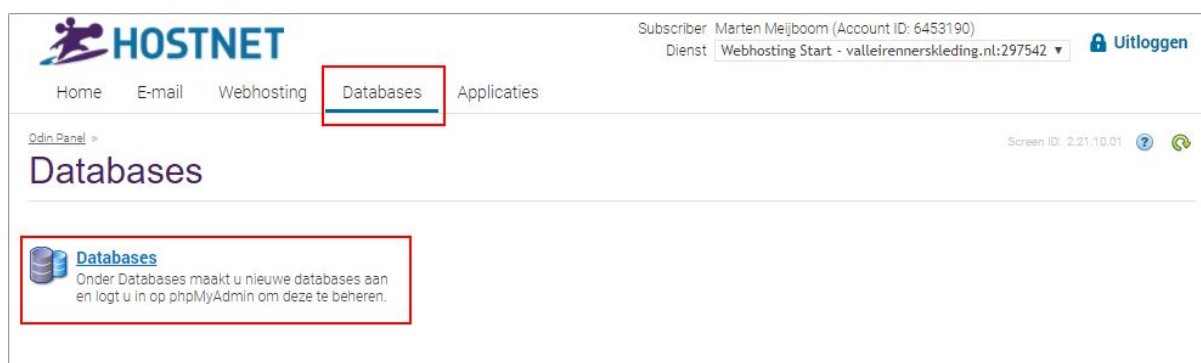 HOSTNET
Subscriber Marten Meijboom (Account ID: 6453190)
Dienst Webhosting Start - valleirennerskleding.nl:297542
Uitloggen
Home E-mail Webhosting Databases Applicaties
Odin Panel »
Screen ID: 2.21.10.01
Databases
Databases
Onder Databases maakt u nieuwe databases aan
en logt u in op phpMyAdmin om deze te beheren.